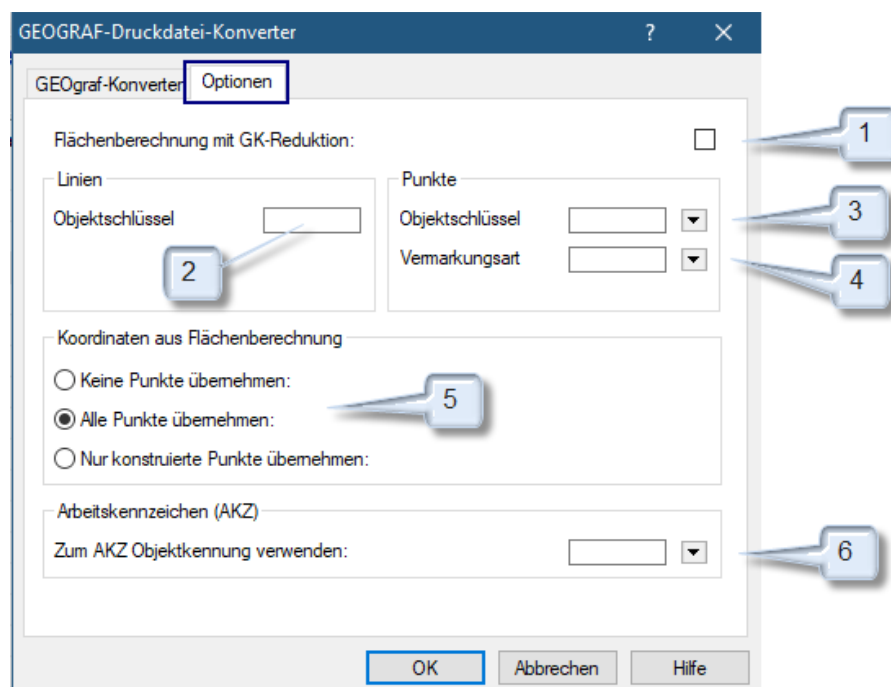 GEOGRAF-Druckdatei-Konverter ?
GEOgraf-Konverter Optionen
Flächenberechnung mit GK-Reduktion: 1
Linien
Objektschlüssel
2
Punkte
Objektschlüssel 3
Vermarkungsart 4
Koordinaten aus Flächenberechnung
Keine Punkte übernehmen:
Alle Punkte übernehmen: 5
Nur konstruierte Punkte übernehmen:
Arbeitskennzeichen (AKZ)
Zum AKZ Objektkennung verwenden: 6
OK Abbrechen Hilfe